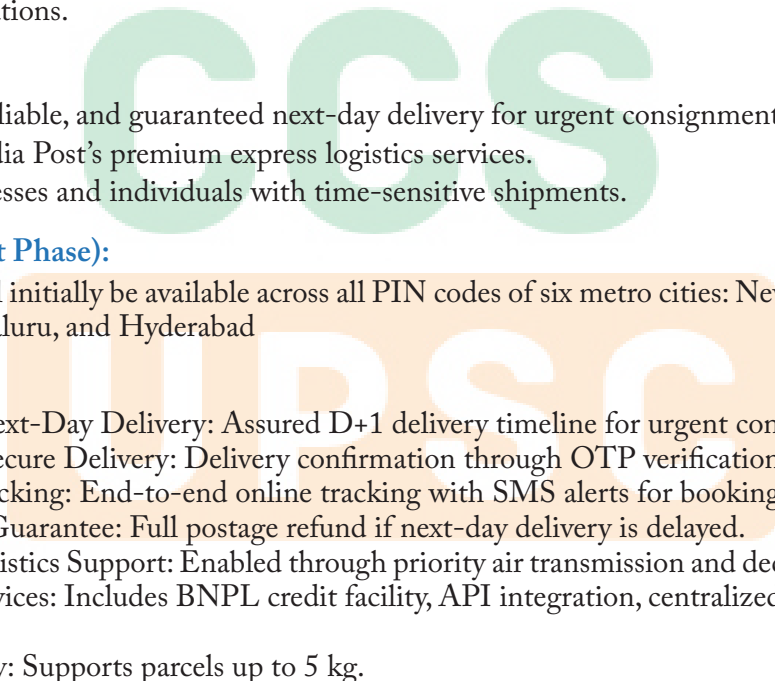 tions.
CCS
liable, and guaranteed next-day delivery for urgent consignment
dia Post's premium express logistics services.
esses and individuals with time-sensitive shipments.
t Phase):
l initially be available across all PIN codes of six metro cities: Nev
aluru, and Hyderabad
UPSC
ext-Day Delivery: Assured D+1 delivery timeline for urgent con
ecure Delivery: Delivery confirmation through OTP verification
cking: End-to-end online tracking with SMS alerts for booking
Guarantee: Full postage refund if next-day delivery is delayed.
istics Support: Enabled through priority air transmission and dec
vices: Includes BNPL credit facility, API integration, centralized
y: Supports parcels up to 5 kg.